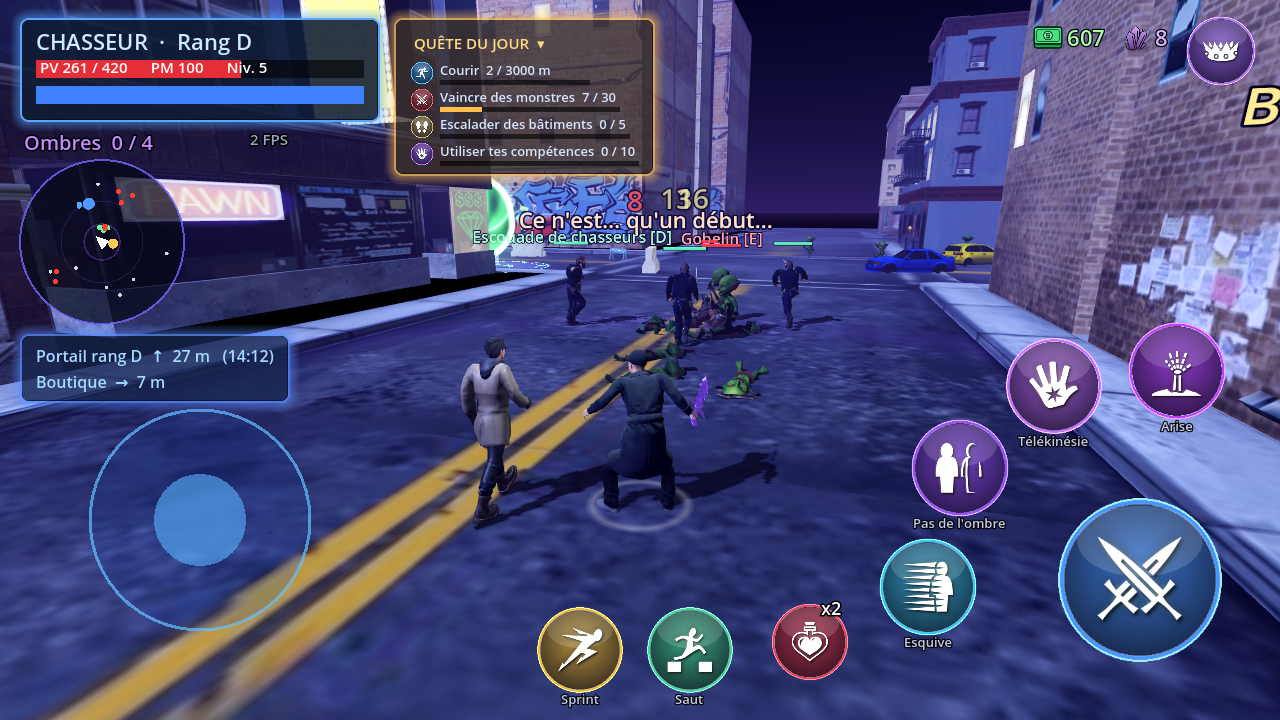 CHASSEUR · Rang D
PV 261 / 420 PM 100 Niv. 5
Ombres 0 / 4
2 FPS
QUÊTE DU JOUR ▼
Courir 2 / 3000 m
Vaincre des monstres 7 / 30
Escalader des bâtiments 0 / 5
Utiliser tes compétences 0 / 10
607
8
B
PAWN
$$$
8 136
Ce n'est... qu'un début...
Escouade de chasseurs [D] Gobelin [E]
Portail rang D ↑ 27 m (14:12)
Boutique → 7 m
Télékinésie
Arise
Pas de l'ombre
Esquive
x2
Sprint
Saut